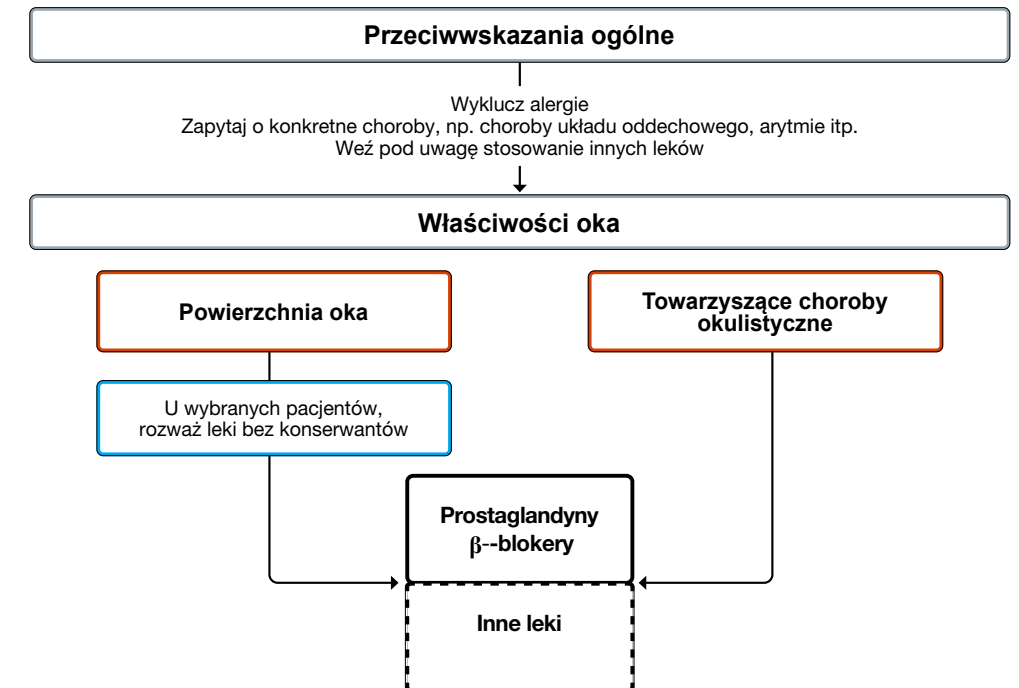 Przeciwwskazania ogólne
Wyklucz alergie
Zapytaj o konkretne choroby, np. choroby układu oddechowego, arytmie itp.
Weź pod uwagę stosowanie innych leków
Właściwości oka
Powierzchnia oka
Towarzyszące choroby
okulistyczne
U wybranych pacjentów,
rozważ leki bez konserwantów
Prostaglandyny
β--blokery
Inne leki